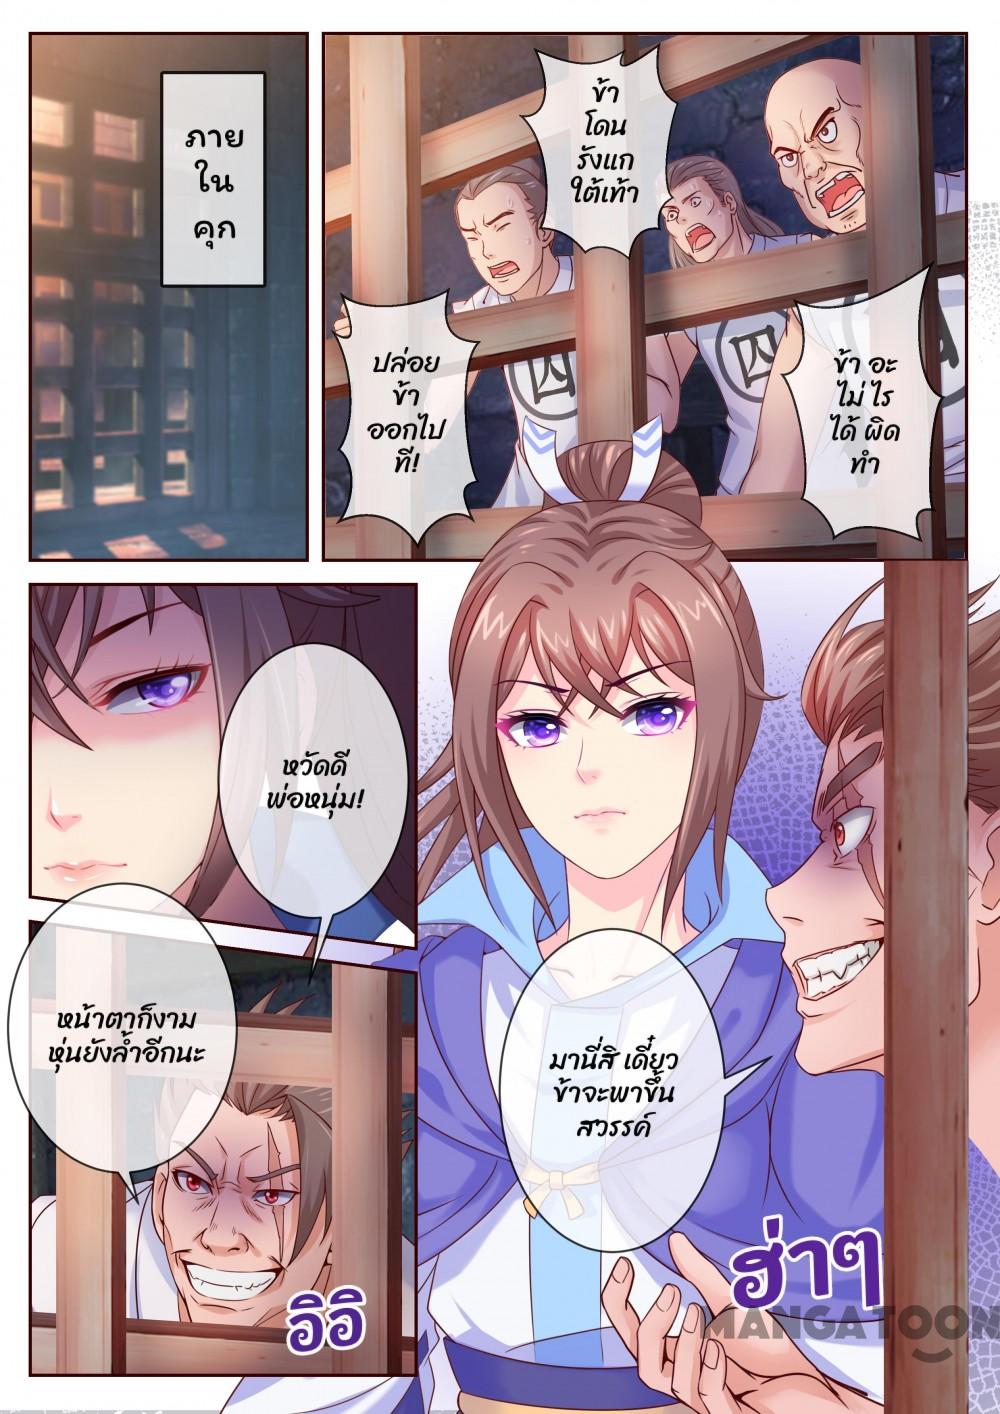 ภาย
ใน
คุก
ข้า
โดน
รังแก
ใต้เท้า
ปล่อย
ข้า
ออกไป
ที!
ข้า อะ
ไม่ ไร
ได้ ผิด
ทำ
囚
囚
หวัดดี
พ่อหนุ่ม!
หน้าตาก็งาม
หุ่นยังล่ำอีกนะ
อิอิ
มานี่สิ เดี๋ยว
ข้าจะพาขึ้น
สวรรค์
ฮ่าๆ
MANGATOON